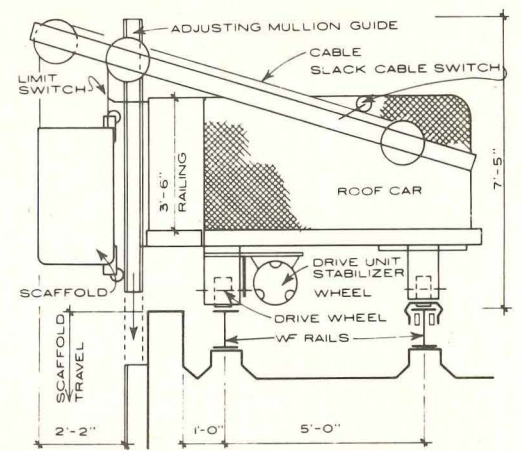 ADJUSTING MULLION GUIDE
CABLE
SLACK CABLE SWITCH
LIMIT
SWITCH
3'-6"
RAILING
7'-5"
ROOF CAR
DRIVE UNIT
STABILIZER
WHEEL
SCAFFOLD
DRIVE WHEEL
WF RAILS
SCAFFOLD
TRAVEL
2'-2"
1'-0"
5'-0"